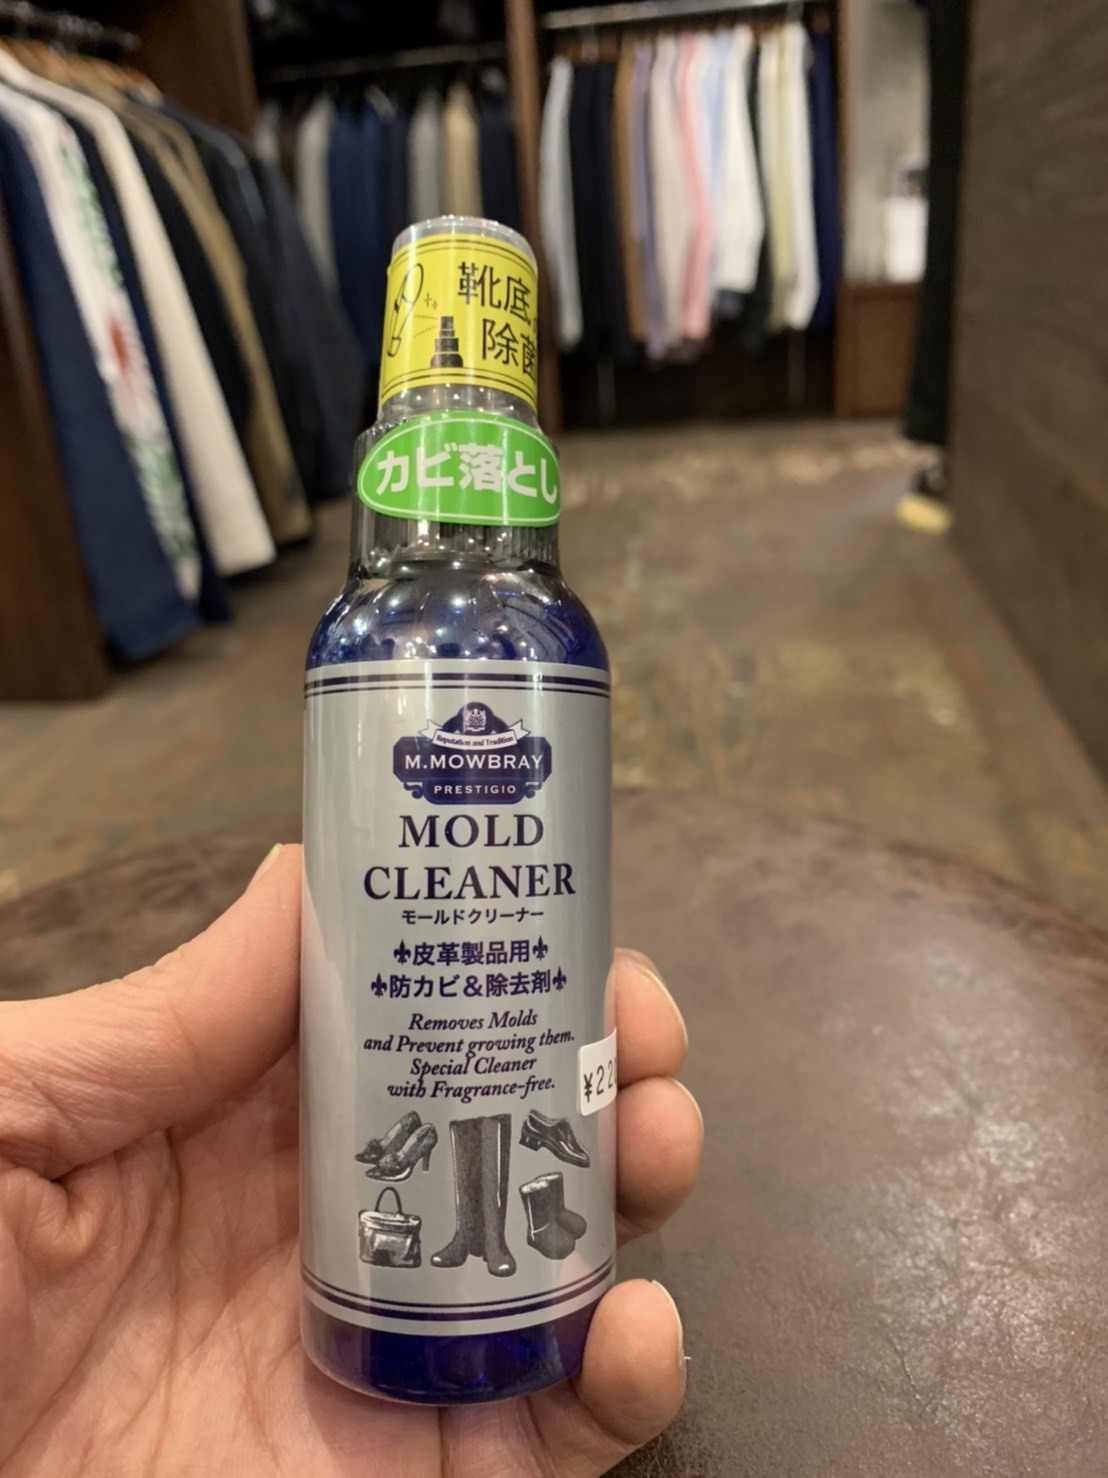 靴底
除菌
カビ落とし
Reputation and Tradition
M.MOWBRAY
PRESTIGIO
MOLD
CLEANER
モールドクリーナー
皮革製品用
防カビ&除去剤
Removes Molds
and Prevent growing them.
Special Cleaner
with Fragrance-free.
¥22